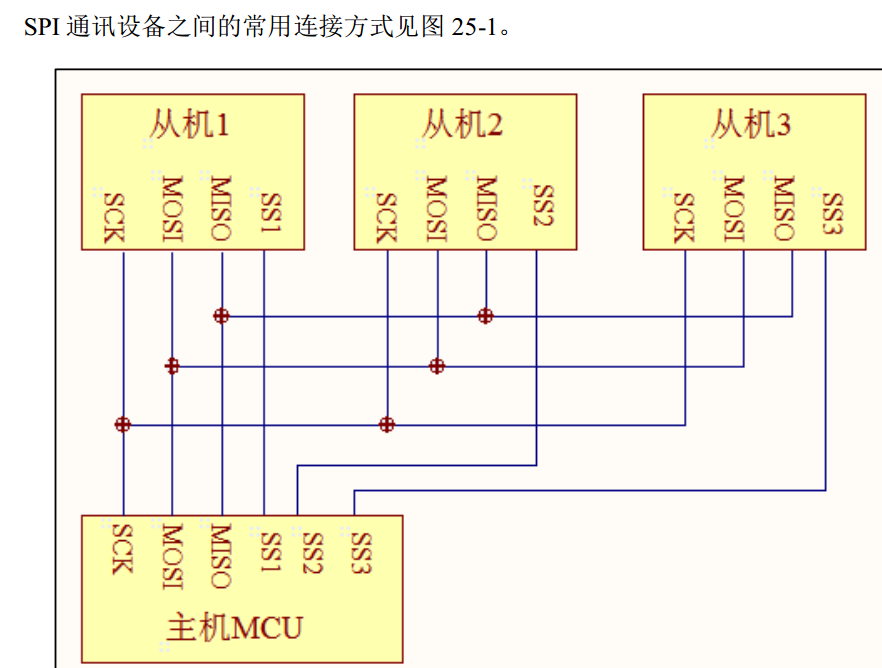 SPI 通讯设备之间的常用连接方式见图 25-1。
从机1
从机2
从机3
SCK
MOSI
MISO
SS1
SCK
MOSI
MISO
SS2
SCK
MOSI
MISO
SS3
SCK
MOSI
MISO
SS1
SS2
SS3
主机MCU